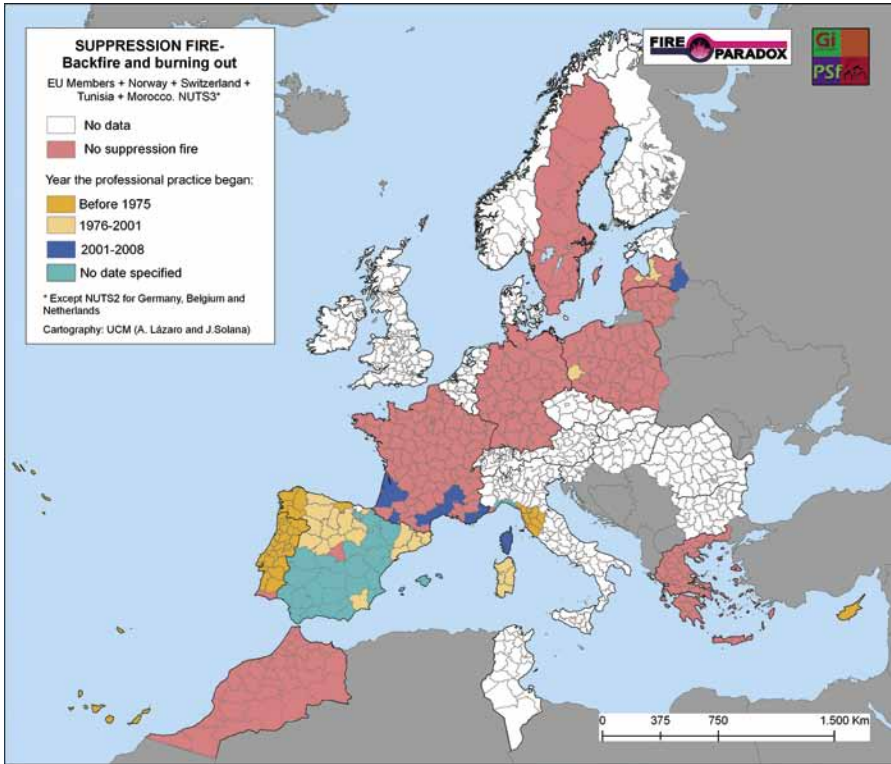 SUPPRESSION FIRE-
Backfire and burning out
EU Members + Norway + Switzerland +
Tunisia + Morocco. NUTS3*
No data
No suppression fire
Year the professional practice began:
Before 1975
1976-2001
2001-2008
No date specified
* Except NUTS2 for Germany, Belgium and
Netherlands
Cartography: UCM (A. Lázaro and J.Solana)
FIRE PARADOX
Gi
PSf
0 375 750 1.500 Km